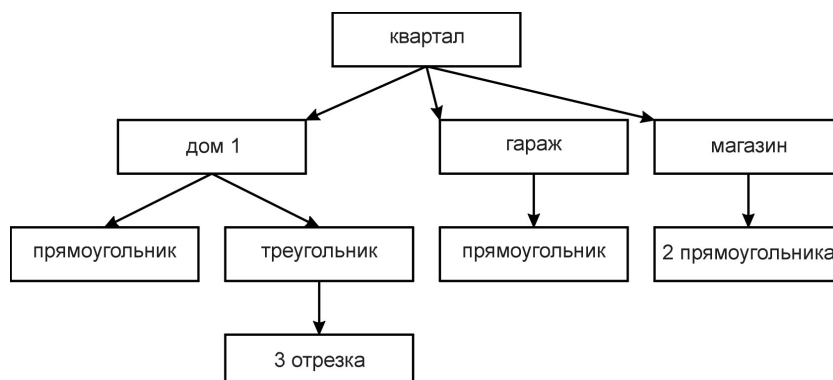 квартал
дом 1
гараж
магазин
прямоугольник
треугольник
прямоугольник
2 прямоугольника
3 отрезка